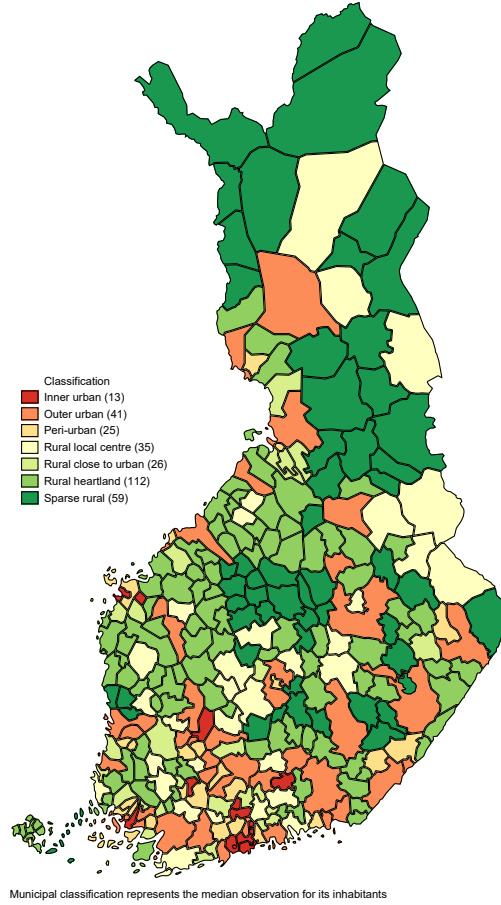 Classification
Inner urban (13)
Outer urban (41)
Peri-urban (25)
Rural local centre (35)
Rural close to urban (26)
Rural heartland (112)
Sparse rural (59)
Municipal classification represents the median observation for its inhabitants